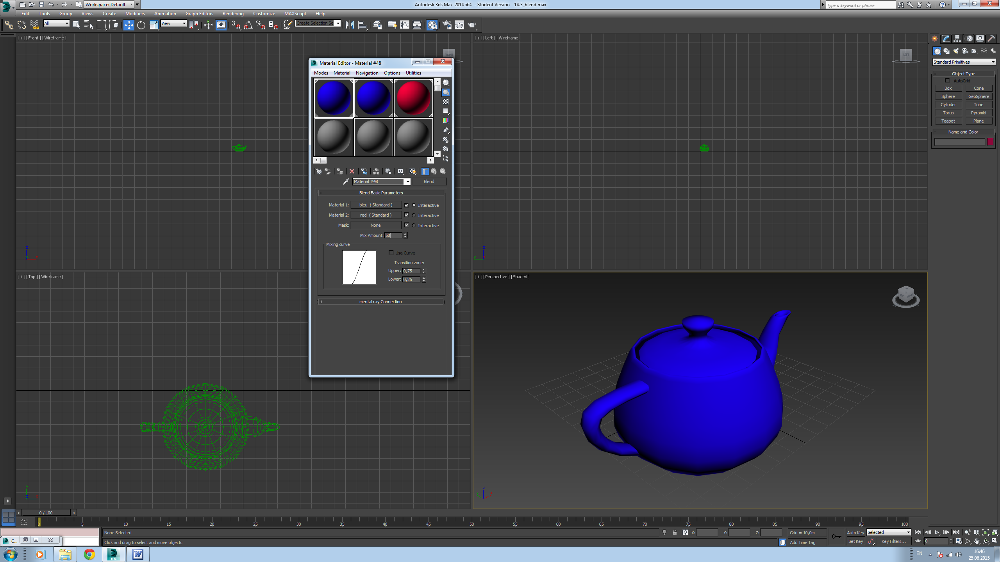 Workspace: Default
Autodesk 3ds Max 2014 x64 - Student Version 14.3_blend.max
Type a keyword or phrase
Edit Tools Group Views Create Modifiers Animation Graph Editors Rendering Customize MAXScript Help
All
View
3
ABC
Create Selection Se
[+] [Front] [Wireframe]
[+] [Left] [Wireframe]
FRONT
LEFT
Standard Primitives
- Object Type
AutoGrid
Box Cone
Sphere GeoSphere
Cylinder Tube
Torus Pyramid
Teapot Plane
- Name and Color
Material Editor - Material #48
Modes Material Navigation Options Utilities
Material #48 Blend
- Blend Basic Parameters
Material 1: bleu ( Standard ) Interactive
Material 2: red ( Standard ) Interactive
Mask: None Interactive
Mix Amount: 50
Mixing curve
Use Curve
Transition zone:
Upper: 0,75
Lower: 0,25
+ mental ray Connection
z
y x
z
y x
[+] [Top] [Wireframe]
[+] [Perspective] [Shaded]
y
z x
z
y x
< 0 / 100 >
0 5 10 15 20 25 30 35 40 45 50 55 60 65 70 75 80 85 90 95 100
None Selected
X: Y: Z: Grid = 10,0m
Auto Key Selected
C...
Click and drag to select and move objects
Add Time Tag
Set Key Key Filters... 0
MAX
W
EN
16:46
25.06.2015